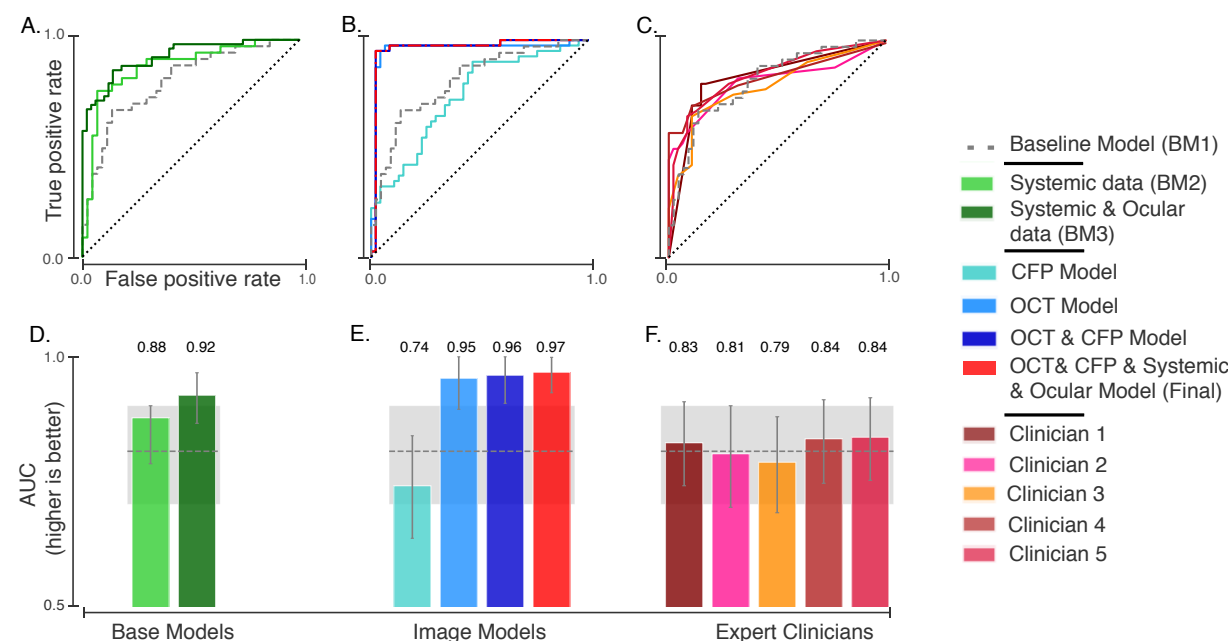 A.
B.
C.
1.0
True positive rate
0.0
0.0
False positive rate
1.0
0.0
1.0
0.0
1.0
Baseline Model (BM1)
Systemic data (BM2)
Systemic & Ocular
data (BM3)
CFP Model
OCT Model
OCT & CFP Model
OCT& CFP & Systemic
& Ocular Model (Final)
Clinician 1
Clinician 2
Clinician 3
Clinician 4
Clinician 5
D.
E.
F.
0.88
0.92
0.74
0.95
0.96
0.97
0.83
0.81
0.79
0.84
0.84
1.0
AUC
(higher is better)
0.5
Base Models
Image Models
Expert Clinicians